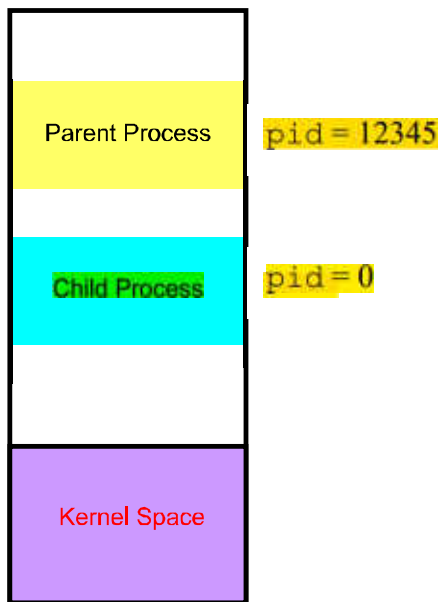 Parent Process
pid = 12345
Child Process
pid = 0
Kernel Space